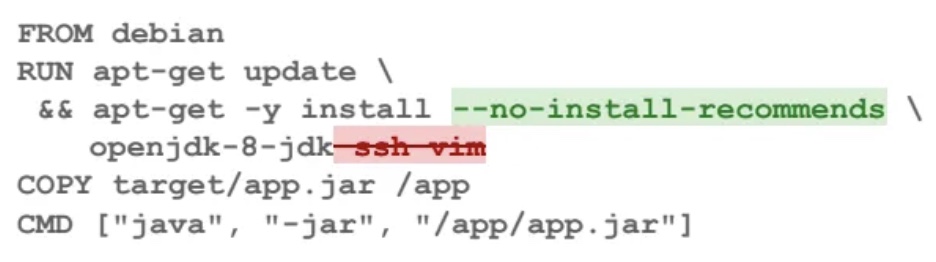 FROM debian
RUN apt-get update \
&& apt-get -y install --no-install-recommends \
openjdk-8-jdk ssh vim
COPY target/app.jar /app
CMD ["java", "-jar", "/app/app.jar"]